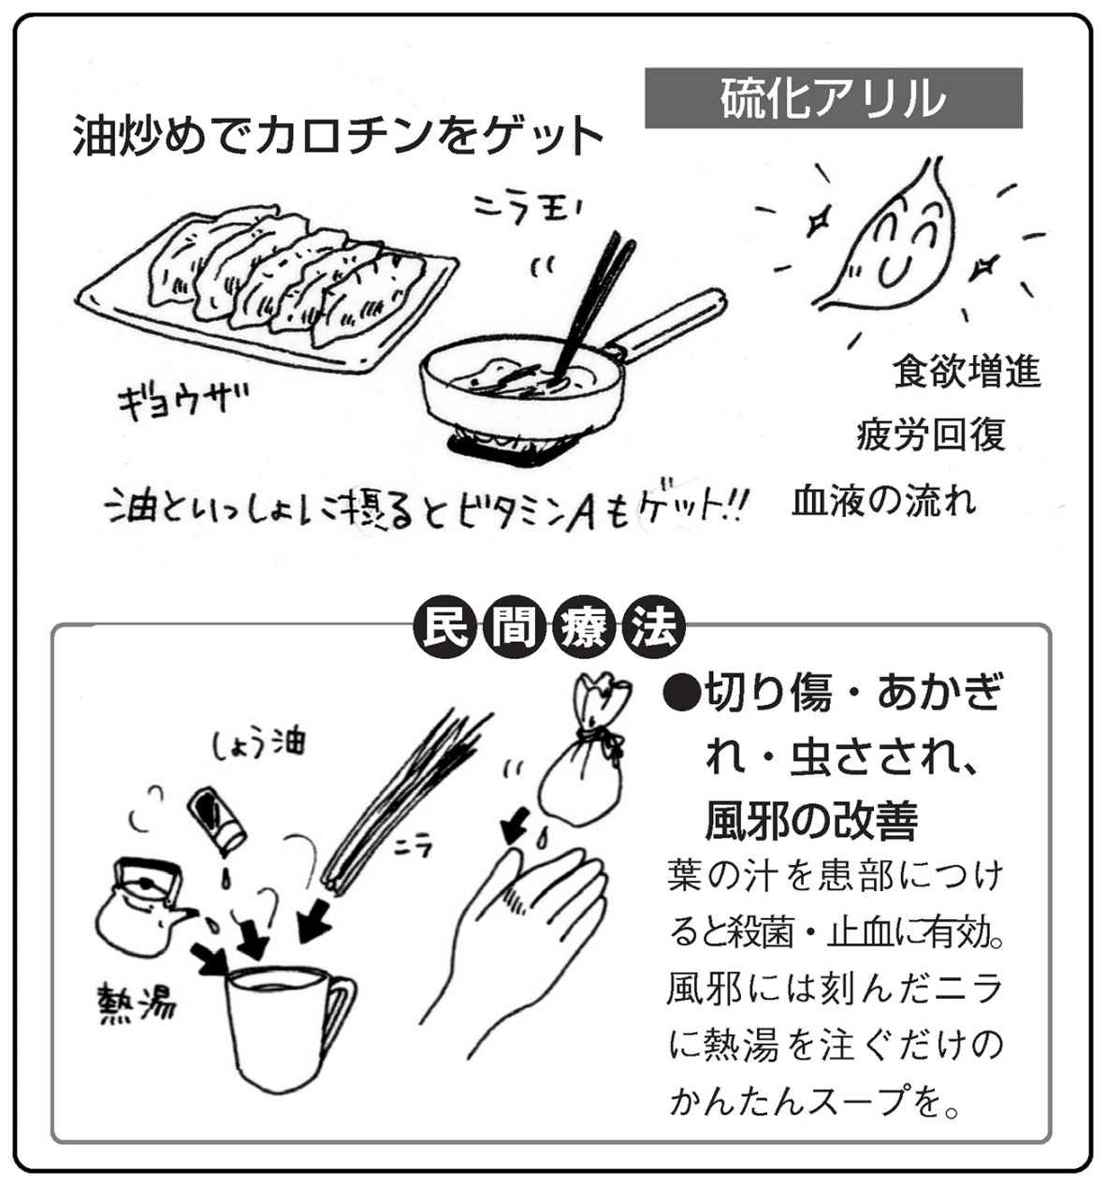 硫化アリル
油炒めでカロチンをゲット
ニラ玉
ギョウザ
食欲増進
疲労回復
血液の流れ
油といっしょに摂るとビタミンAもゲット!!
民間療法
●切り傷・あかぎ
れ・虫さされ、
風邪の改善
葉の汁を患部につけ
ると殺菌・止血に有効。
風邪には刻んだニラ
に熱湯を注ぐだけの
かんたんスープを。
しょう油
ニラ
熱湯